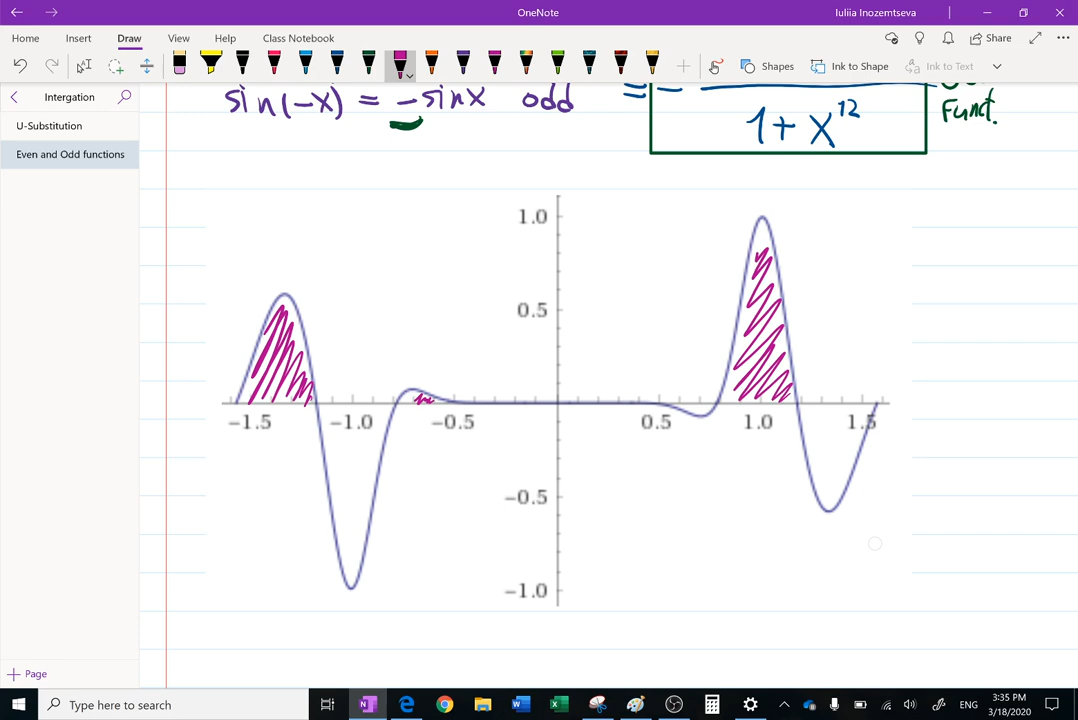 OneNote
Iuliia Inozemtseva
Home Insert Draw View Help Class Notebook
Share
Shapes Ink to Shape Ink to Text
Intergation
U-Substitution
Even and Odd functions
sin(-x) = -sinx odd
= -
1 + x^12
Funct.
1.0
0.5
-1.5 -1.0 -0.5 0.5 1.0 1.5
-0.5
-1.0
Page
Type here to search
ENG
3:35 PM
3/18/2020